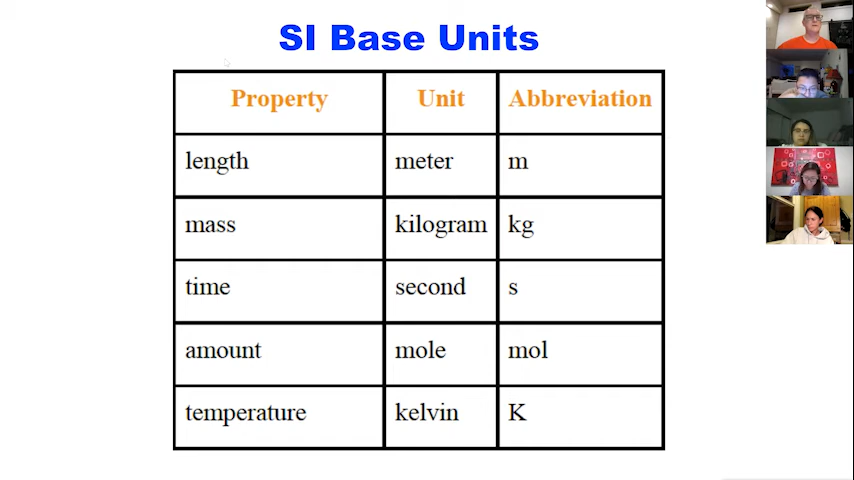 SI Base Units
Property Unit Abbreviation
length meter m
mass kilogram kg
time second s
amount mole mol
temperature kelvin K